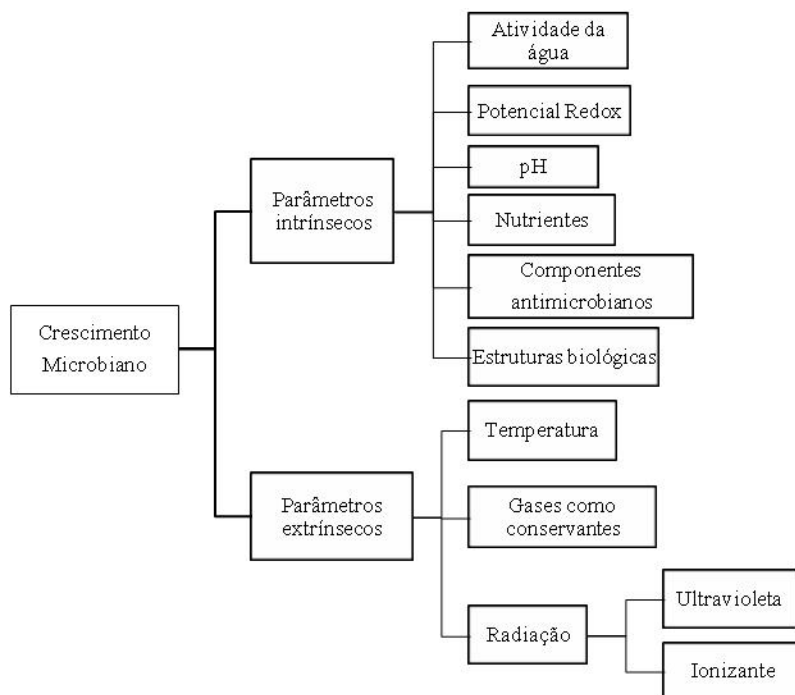 Crescimento
Microbiano
Parâmetros
intrínsecos
Atividade da
água
Potencial Redox
pH
Nutrientes
Componentes
antimicrobianos
Estruturas biológicas
Parâmetros
extrínsecos
Temperatura
Gases como
conservantes
Radiação
Ultravioleta
Ionizante